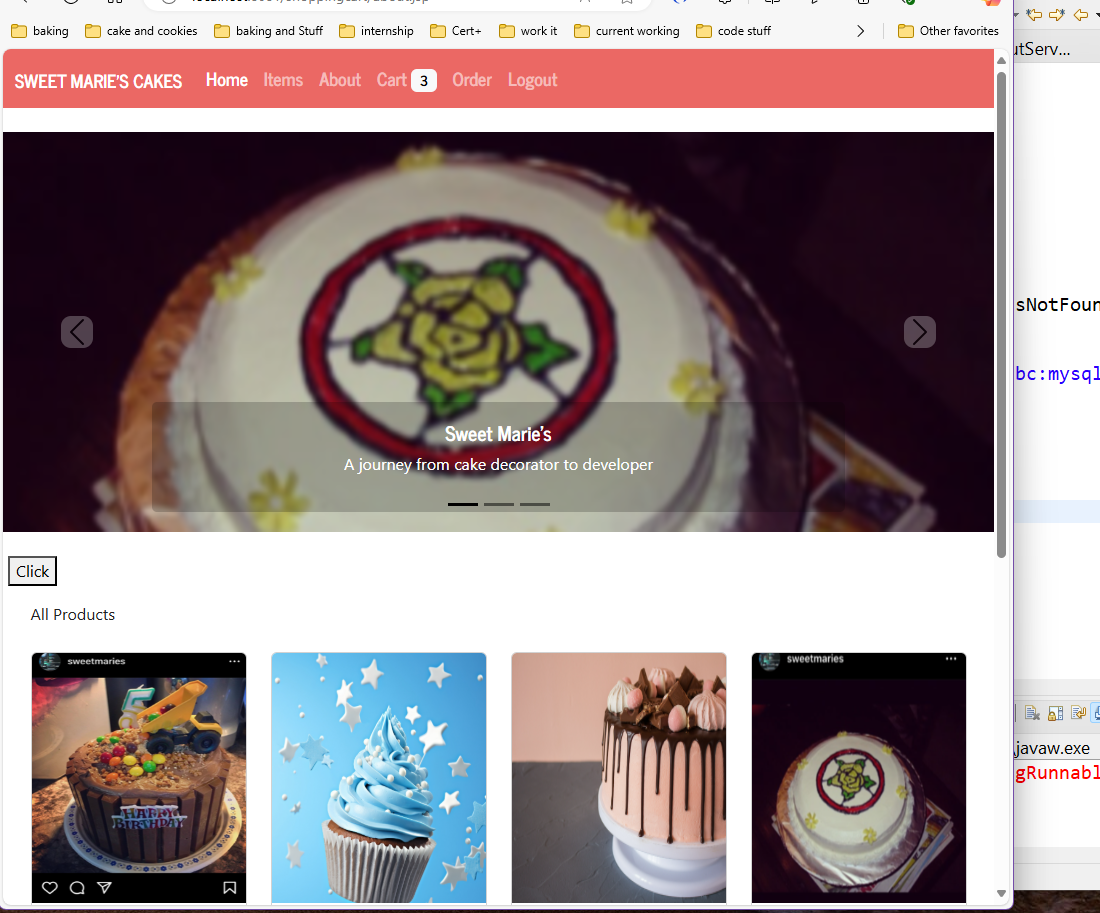 baking cake and cookies baking and Stuff internship Cert+ work it current working code stuff Other favorites
SWEET MARIE'S CAKES Home Items About Cart 3 Order Logout
Sweet Marie's
A journey from cake decorator to developer
Click
All Products
sweetmaries
sweetmaries
HAPPY
BIRTHDAY
5
utServ...
sNotFoun
bc:mysql
\javaw.exe
gRunnabl